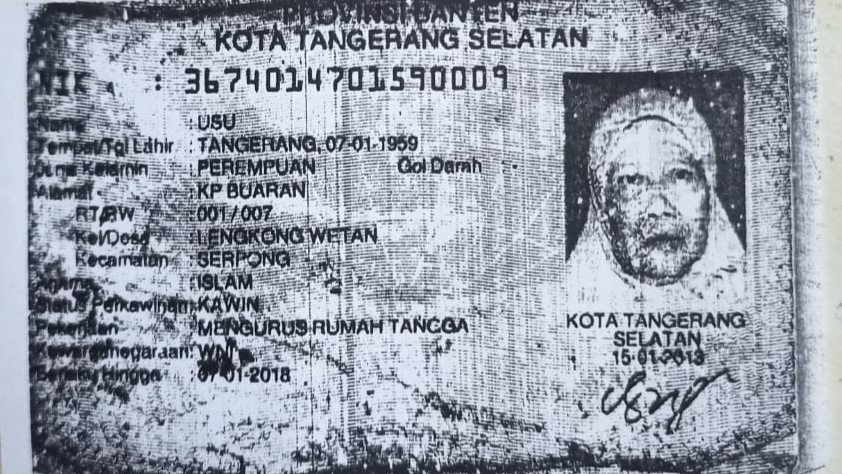 PROVINSI BANTEN
KOTA TANGERANG SELATAN
NIK : 3674014701590009
Nama : USU
Tempat/Tgl Lahir : TANGERANG, 07-01-1959
Jenis Kelamin : PEREMPUAN Gol Darah : -
Alamat : KP BUARAN
RT/RW : 001 / 007
Kel/Desa : LENGKONG WETAN
Kecamatan : SERPONG
Agama : ISLAM
Status Perkawinan: KAWIN
Pekerjaan : MENGURUS RUMAH TANGGA
Kewarganegaraan: WNI
Berlaku Hingga : 07-01-2018
KOTA TANGERANG
SELATAN
15-01-2013